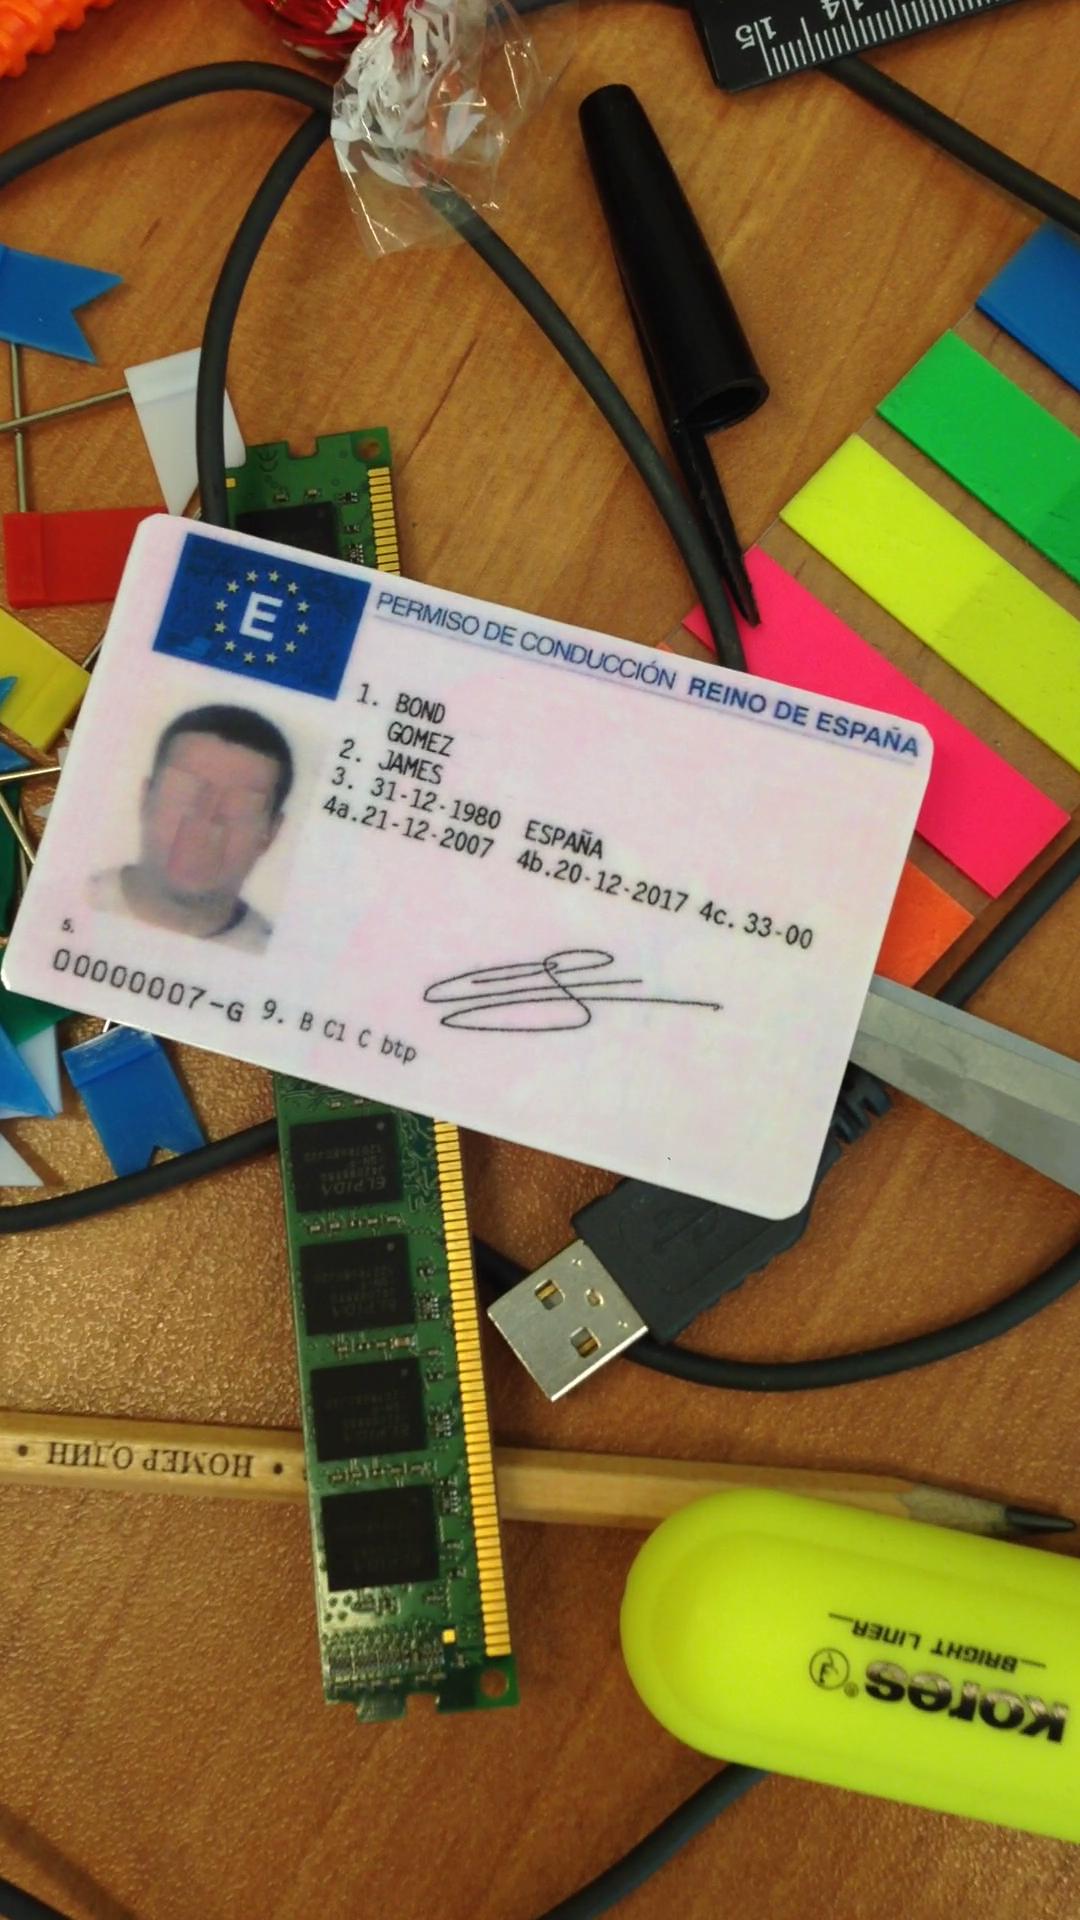 15 14
E
PERMISO DE CONDUCCIÓN REINO DE ESPAÑA
1. BOND
GOMEZ
2. JAMES
3. 31-12-1980 ESPAÑA
4a.21-12-2007 4b.20-12-2017 4c.33-00
5.
00000007-G 9. B C1 C btp
ELPIDA
ELPIDA
ELPIDA
НОМЕР ОДИН
Kores
BRIGHT LINER